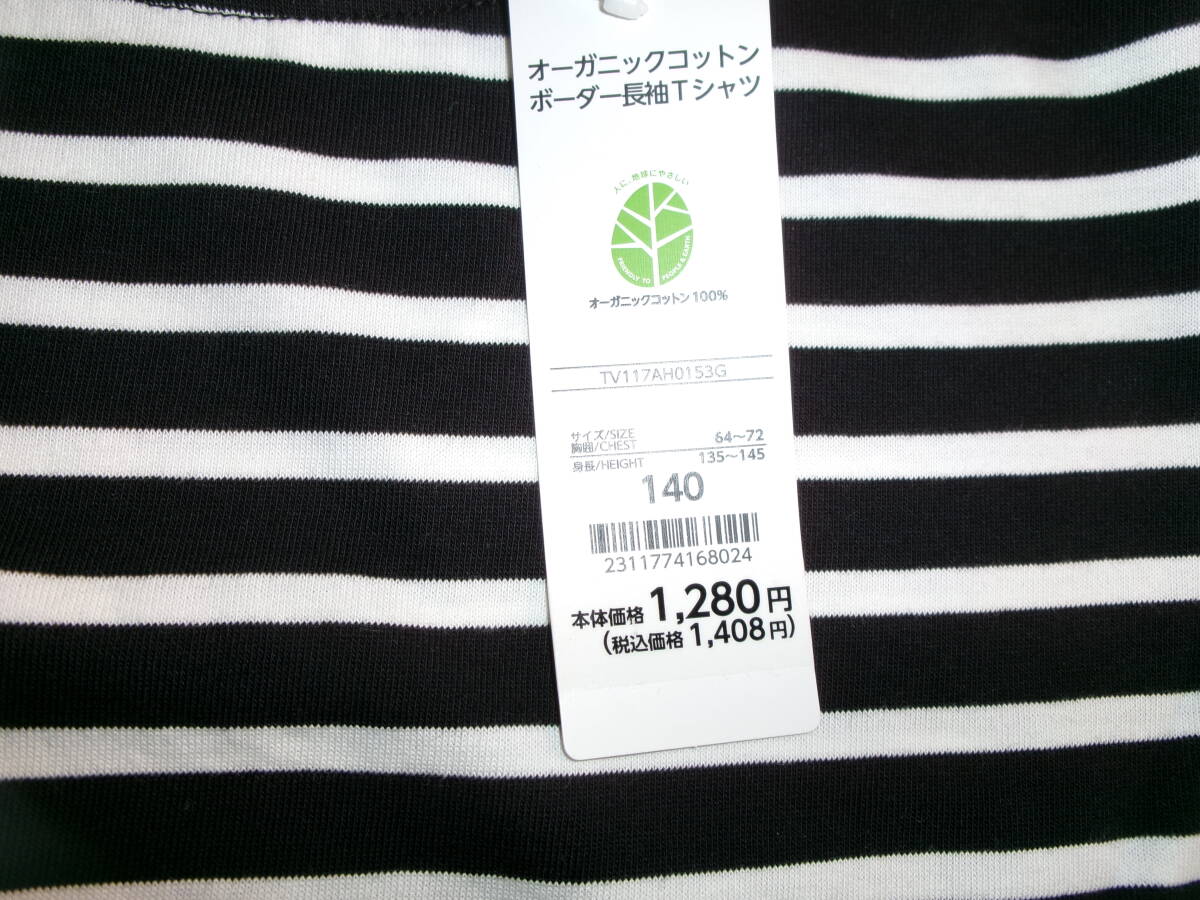 オーガニックコットン
ボーダー長袖Tシャツ
人に、地球にやさしい
FRIENDLY TO PEOPLE & EARTH
オーガニックコットン100%
TV117AH0153G
サイズ/SIZE
胸囲/CHEST 64～72
身長/HEIGHT 135～145
140
2311774168024
本体価格 1,280円
(税込価格 1,408円)